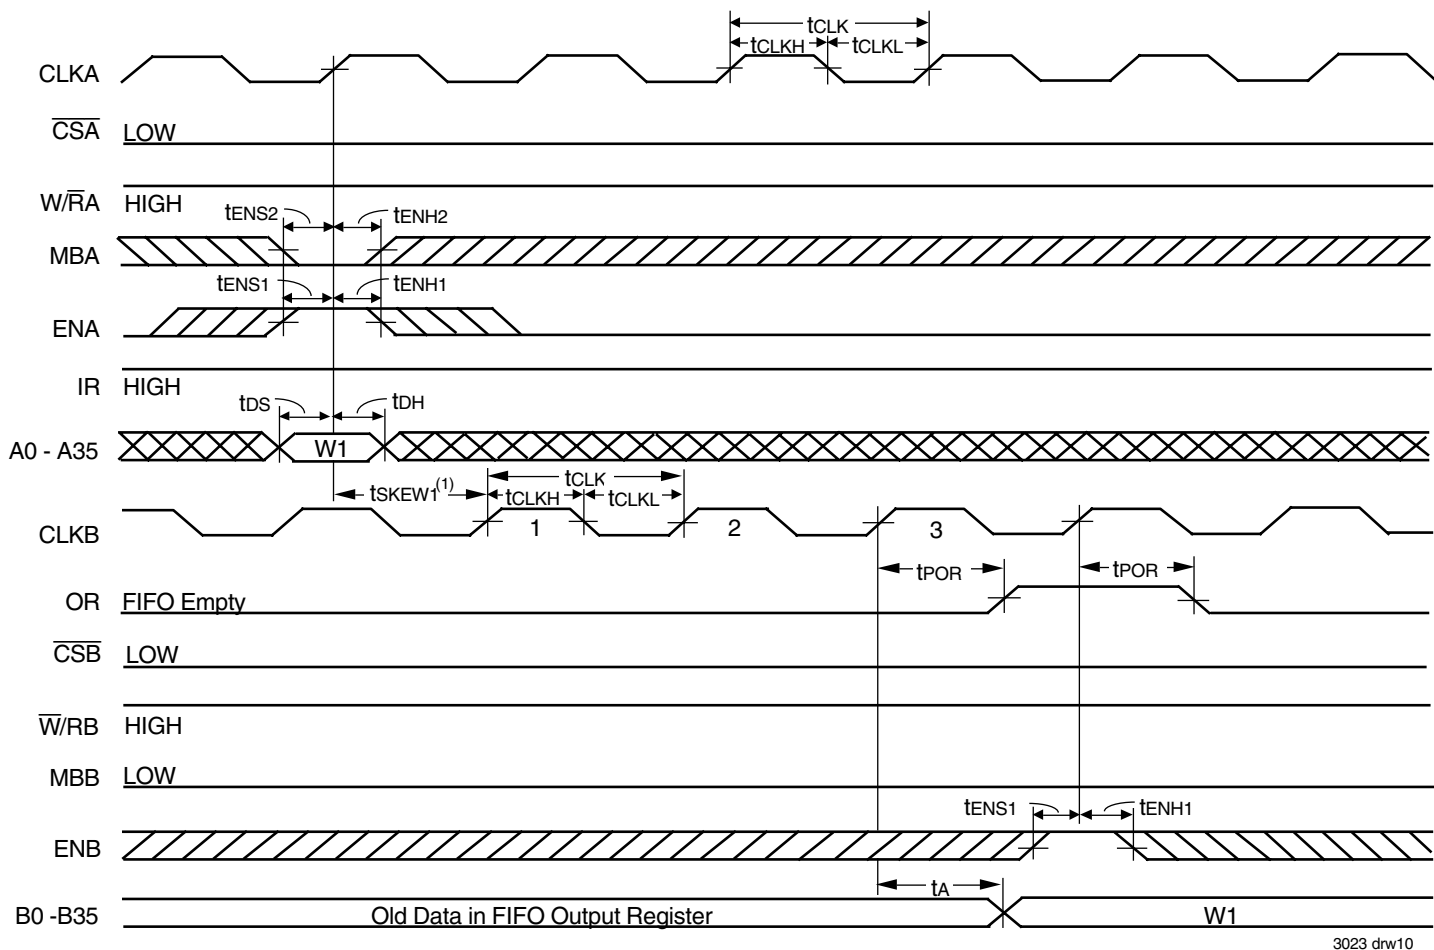 tCLK
tCLKH tCLKL
CLKA
CSA LOW
W/RA HIGH
tENS2 tENH2
MBA
tENS1 tENH1
ENA
IR HIGH
tDS tDH
A0 - A35 W1
tSKEW1(1) tCLK
tCLKH tCLKL
CLKB 1 2 3
tPOR tPOR
OR FIFO Empty
CSB LOW
W/RB HIGH
MBB LOW
tENS1 tENH1
ENB
tA
B0 -B35 Old Data in FIFO Output Register W1
3023 drw10